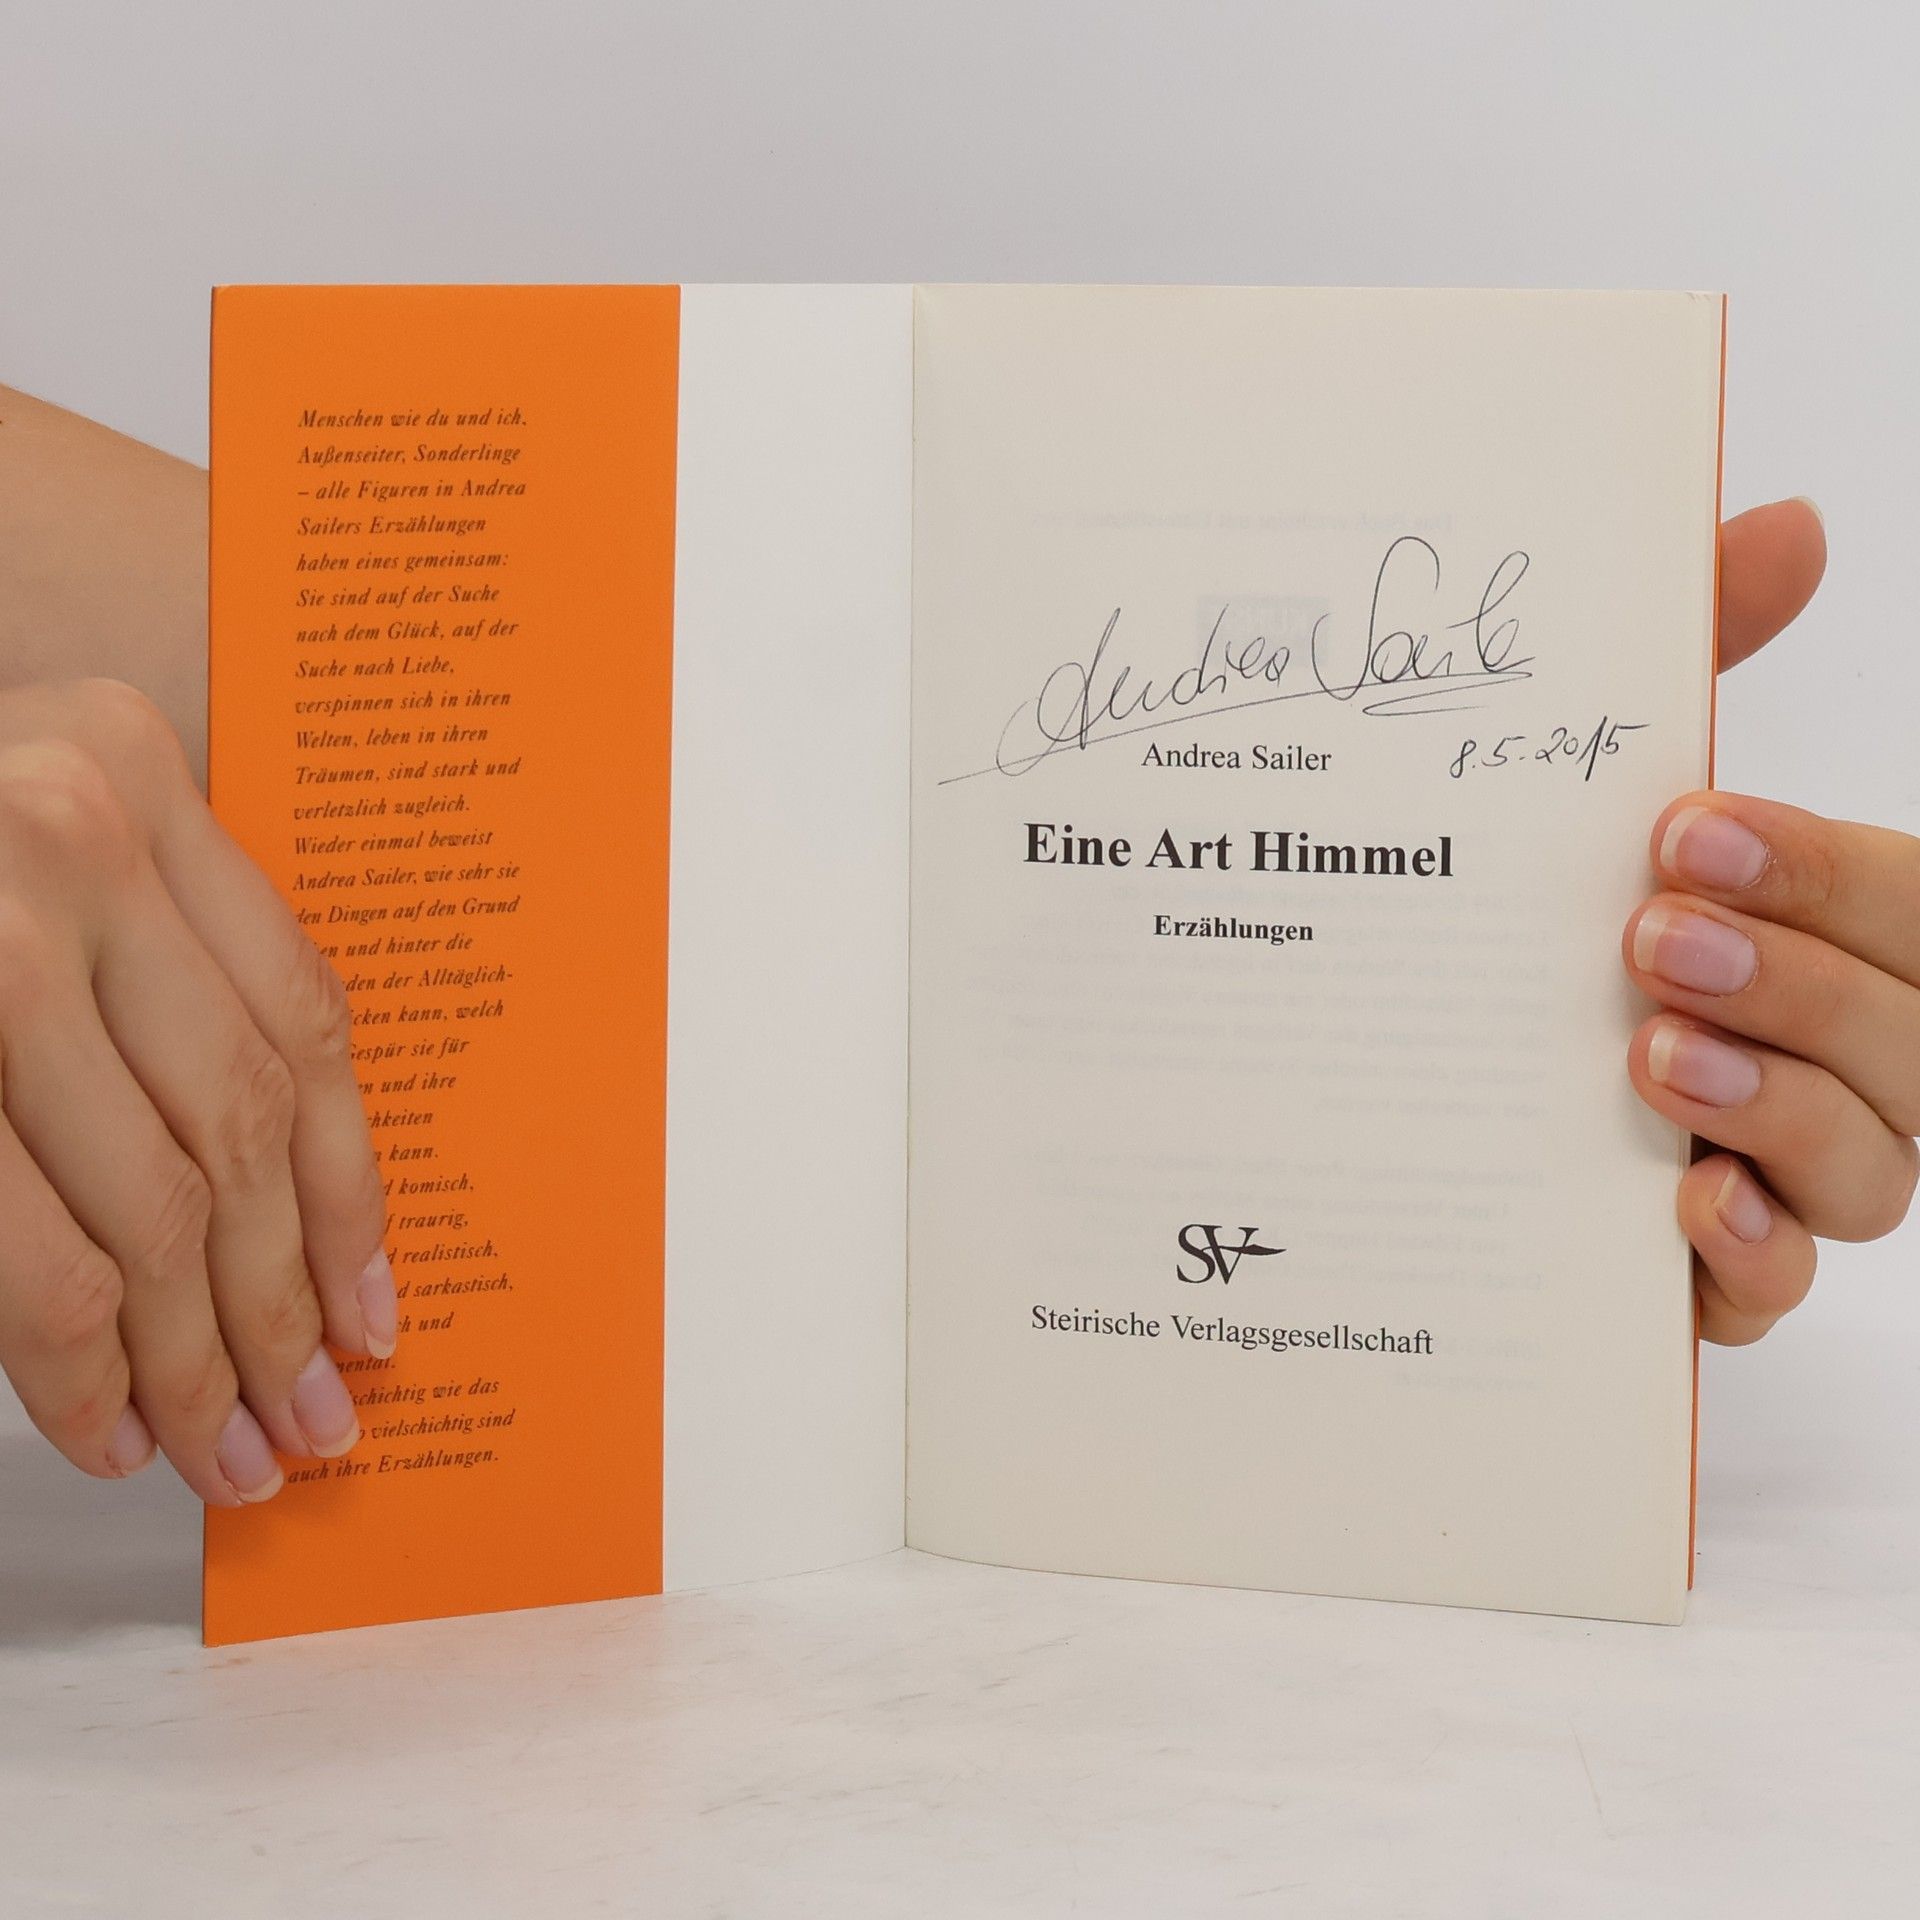 Menschen wie du und ich,
Außenseiter, Sonderlinge
– alle Figuren in Andrea
Sailers Erzählungen
haben eines gemeinsam:
Sie sind auf der Suche
nach dem Glück, auf der
Suche nach Liebe,
verspinnen sich in ihren
Welten, leben in ihren
Träumen, sind stark und
verletzlich zugleich.
Wieder einmal beweist
Andrea Sailer, wie sehr sie
den Dingen auf den Grund
und hinter die
der Alltäglich-
kann, welch
Gespür sie für
und ihre
kann.
komisch,
traurig,
realistisch,
sarkastisch,
und
wie das
vielschichtig sind
auch ihre Erzählungen.
Andrea Sailer
8.5.2015
Andrea Sailer
Eine Art Himmel
Erzählungen
SV
Steirische Verlagsgesellschaft